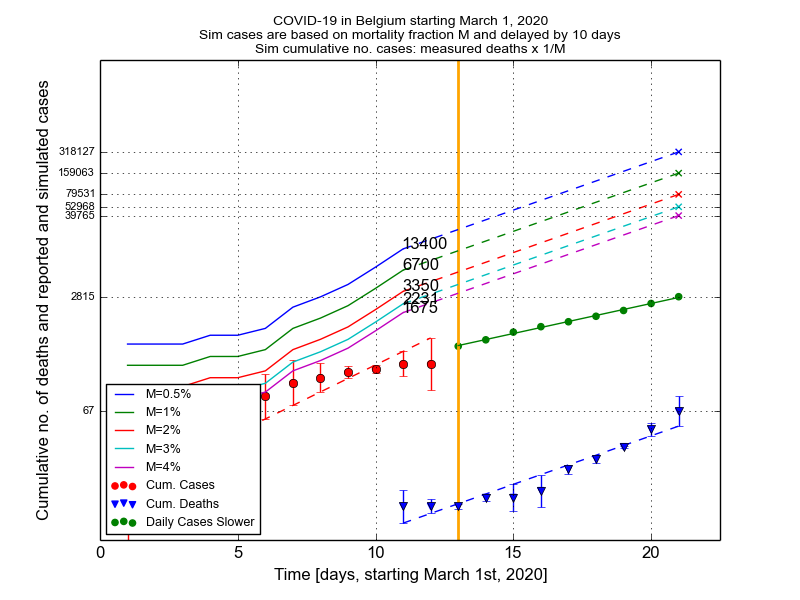 COVID-19 in Belgium starting March 1, 2020
Sim cases are based on mortality fraction M and delayed by 10 days
Sim cumulative no. cases: measured deaths x 1/M
Cumulative no. of deaths and reported and simulated cases
318127
159063
79531
52968
39765
2815
67
13400
6700
3350
2231
1675
M=0.5%
M=1%
M=2%
M=3%
M=4%
Cum. Cases
Cum. Deaths
Daily Cases Slower
0 5 10 15 20
Time [days, starting March 1st, 2020]